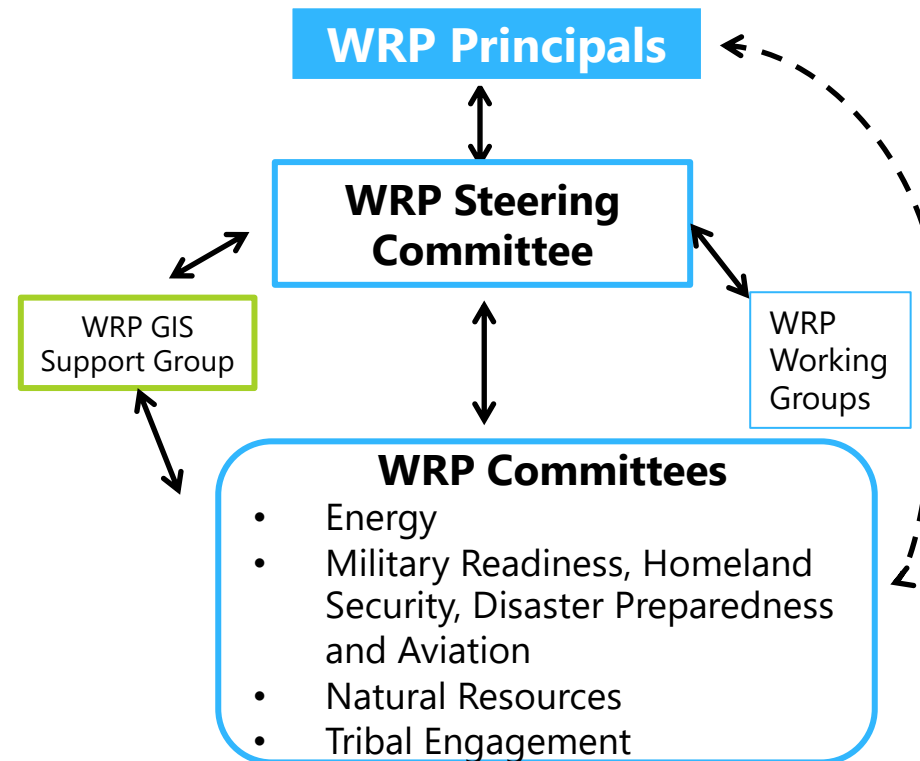 WRP Principals
WRP Steering
Committee
WRP GIS
Support Group
WRP
Working
Groups
WRP Committees
• Energy
• Military Readiness, Homeland
Security, Disaster Preparedness
and Aviation
• Natural Resources
• Tribal Engagement